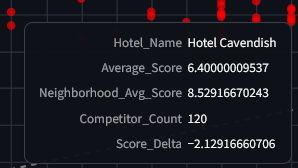 Hotel_Name Hotel Cavendish
Average_Score 6.40000009537
Neighborhood_Avg_Score 8.52916670243
Competitor_Count 120
Score_Delta −2.12916660706